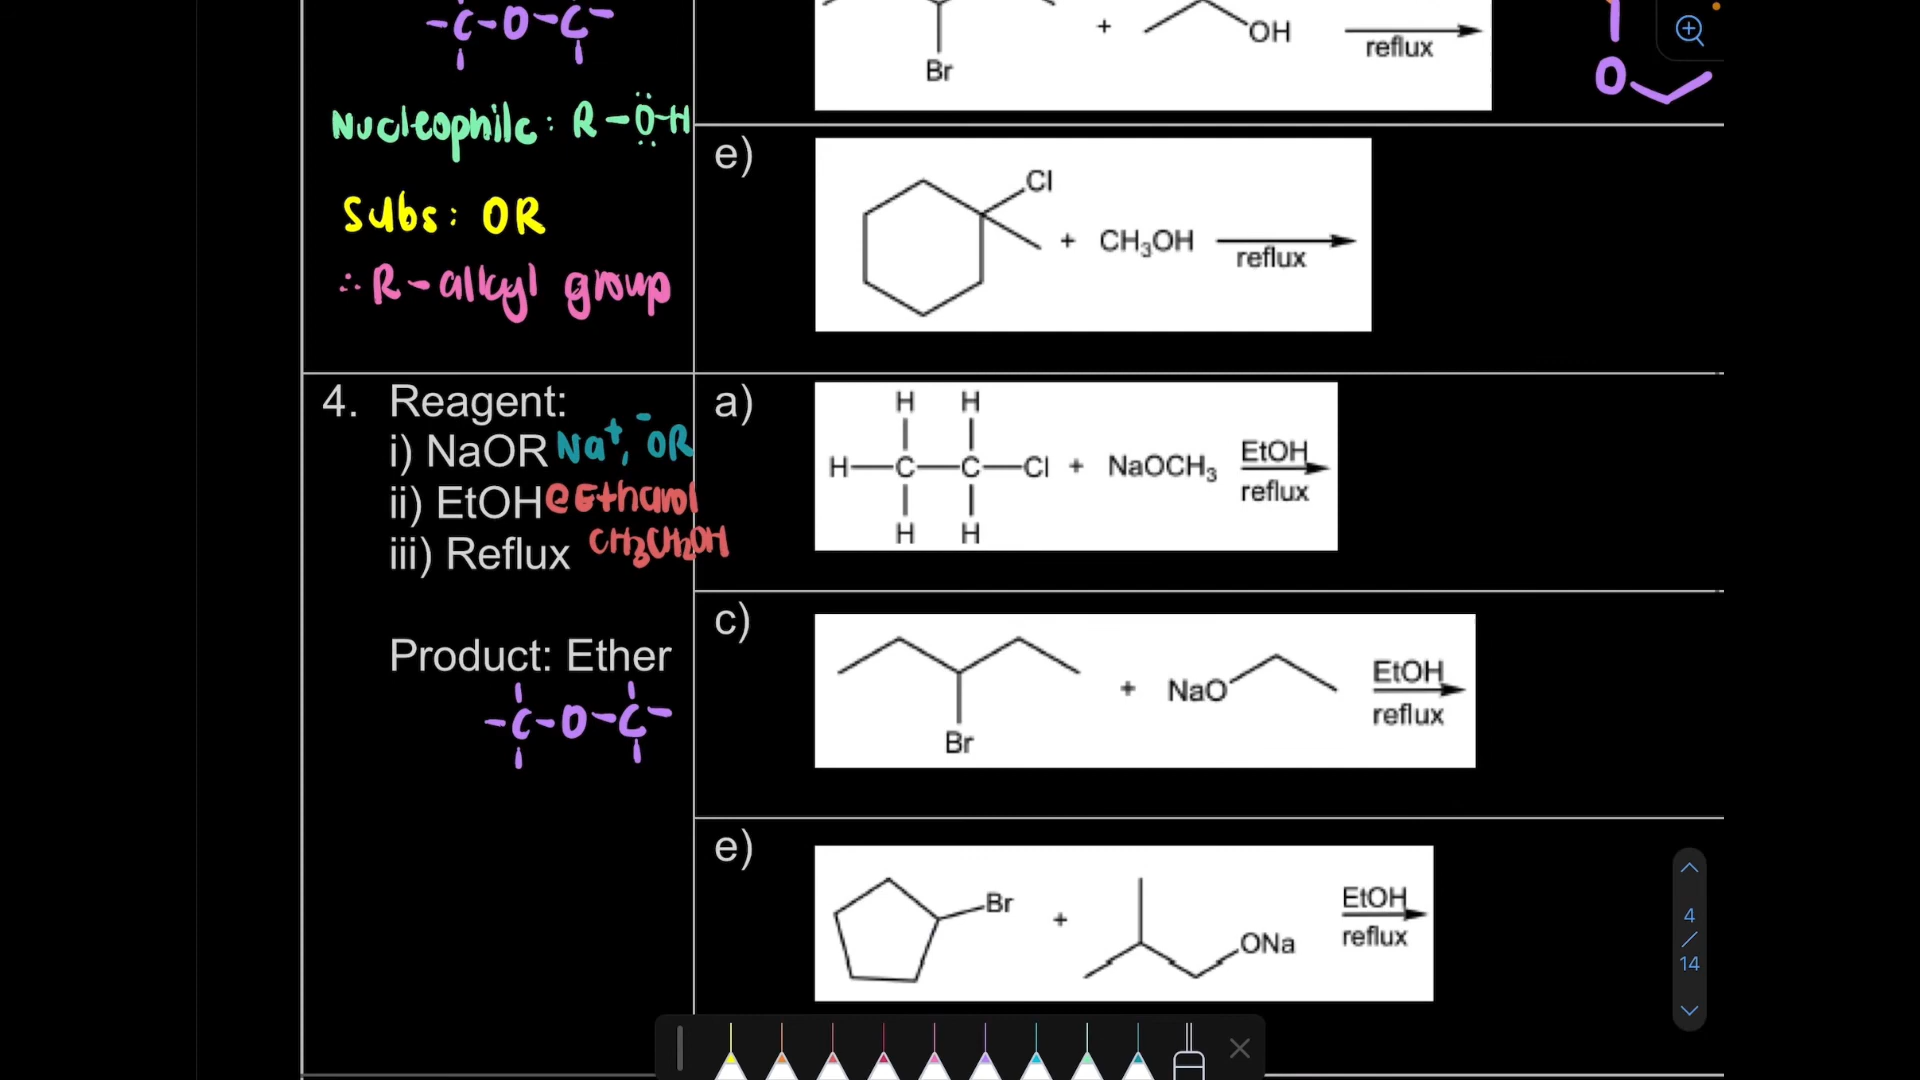 -C-O-C-
Nucleophile: R-Ö-H
Subs: OR
∴ R-alkyl group
Br
+
OH
reflux
O
e)
Cl
+ CH₃OH
reflux
4. Reagent:
i) NaOR Na⁺, ⁻OR
ii) EtOH @ Ethanol
iii) Reflux CH₃CH₂OH
Product: Ether
-C-O-C-
a)
H H
H-C-C-Cl + NaOCH₃ EtOH
reflux
H H
c)
Br
+ NaO
EtOH
reflux
e)
Br
+
ONa
EtOH
reflux
4
/
14